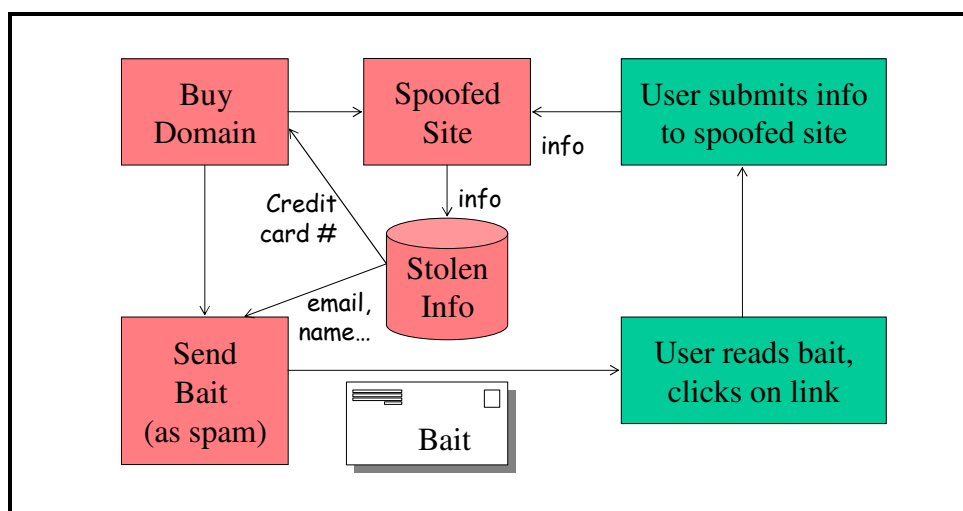 Buy
Domain
Spoofed
Site
User submits info
to spoofed site
info
info
Credit
card #
Stolen
Info
email,
name…
Send
Bait
(as spam)
User reads bait,
clicks on link
Bait